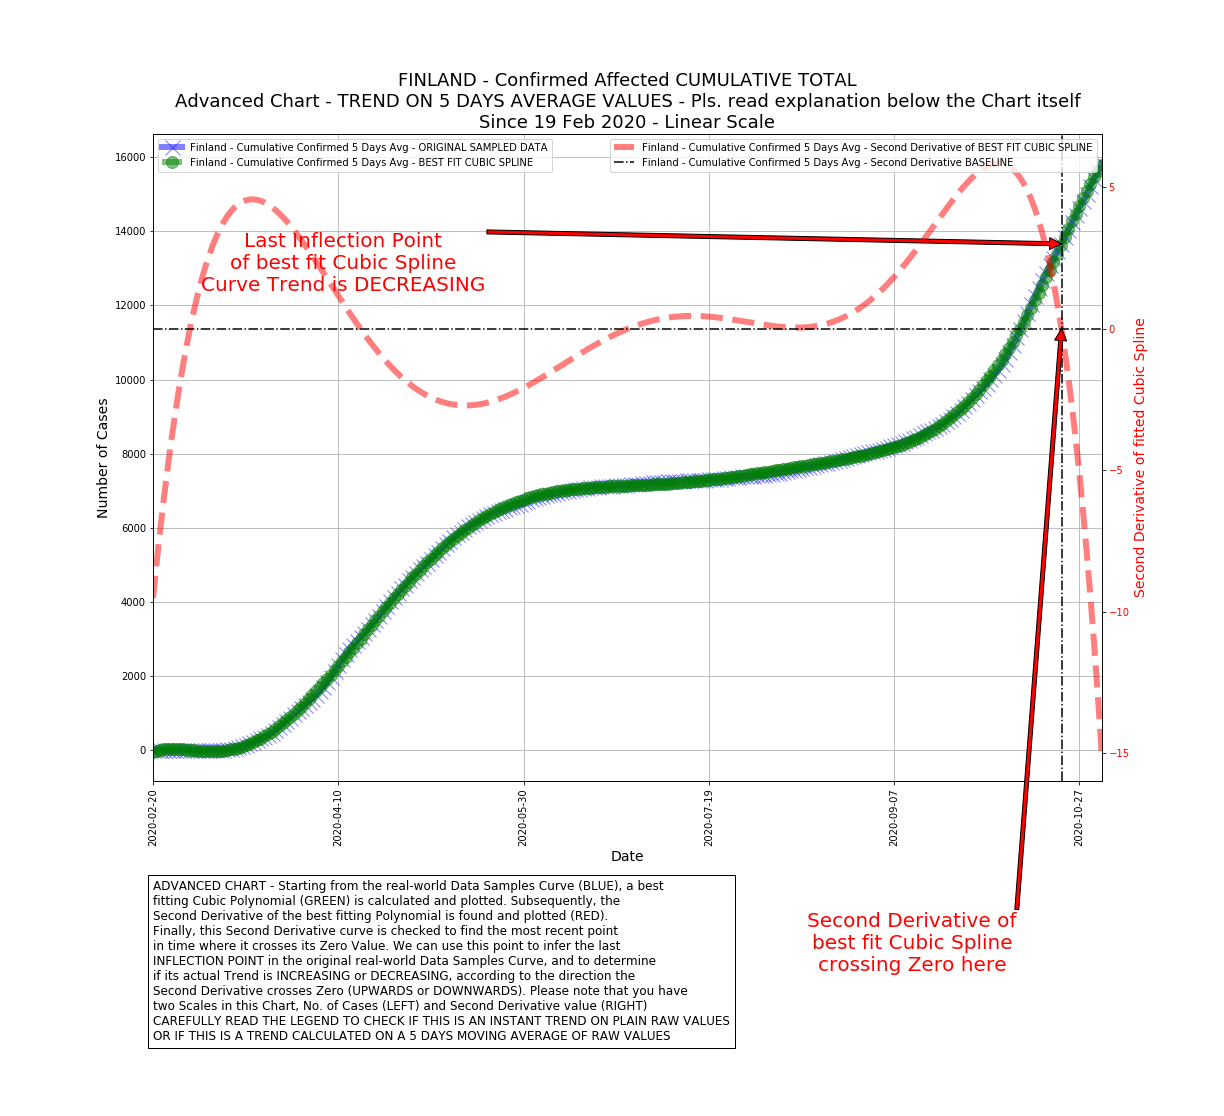 FINLAND - Confirmed Affected CUMULATIVE TOTAL
Advanced Chart - TREND ON 5 DAYS AVERAGE VALUES - Pls. read explanation below the Chart itself
Since 19 Feb 2020 - Linear Scale
Finland - Cumulative Confirmed 5 Days Avg - ORIGINAL SAMPLED DATA
Finland - Cumulative Confirmed 5 Days Avg - BEST FIT CUBIC SPLINE
Finland - Cumulative Confirmed 5 Days Avg - Second Derivative of BEST FIT CUBIC SPLINE
Finland - Cumulative Confirmed 5 Days Avg - Second Derivative BASELINE
Last Inflection Point
of best fit Cubic Spline
Curve Trend is DECREASING
Number of Cases
16000
14000
12000
10000
8000
6000
4000
2000
0
5
0
−5
−10
−15
Second Derivative of fitted Cubic Spline
2020-02-20
2020-04-10
2020-05-30
2020-07-19
2020-09-07
2020-10-27
Date
ADVANCED CHART - Starting from the real-world Data Samples Curve (BLUE), a best
fitting Cubic Polynomial (GREEN) is calculated and plotted. Subsequently, the
Second Derivative of the best fitting Polynomial is found and plotted (RED).
Finally, this Second Derivative curve is checked to find the most recent point
in time where it crosses its Zero Value. We can use this point to infer the last
INFLECTION POINT in the original real-world Data Samples Curve, and to determine
if its actual Trend is INCREASING or DECREASING, according to the direction the
Second Derivative crosses Zero (UPWARDS or DOWNWARDS). Please note that you have
two Scales in this Chart, No. of Cases (LEFT) and Second Derivative value (RIGHT)
CAREFULLY READ THE LEGEND TO CHECK IF THIS IS AN INSTANT TREND ON PLAIN RAW VALUES
OR IF THIS IS A TREND CALCULATED ON A 5 DAYS MOVING AVERAGE OF RAW VALUES
Second Derivative of
best fit Cubic Spline
crossing Zero here